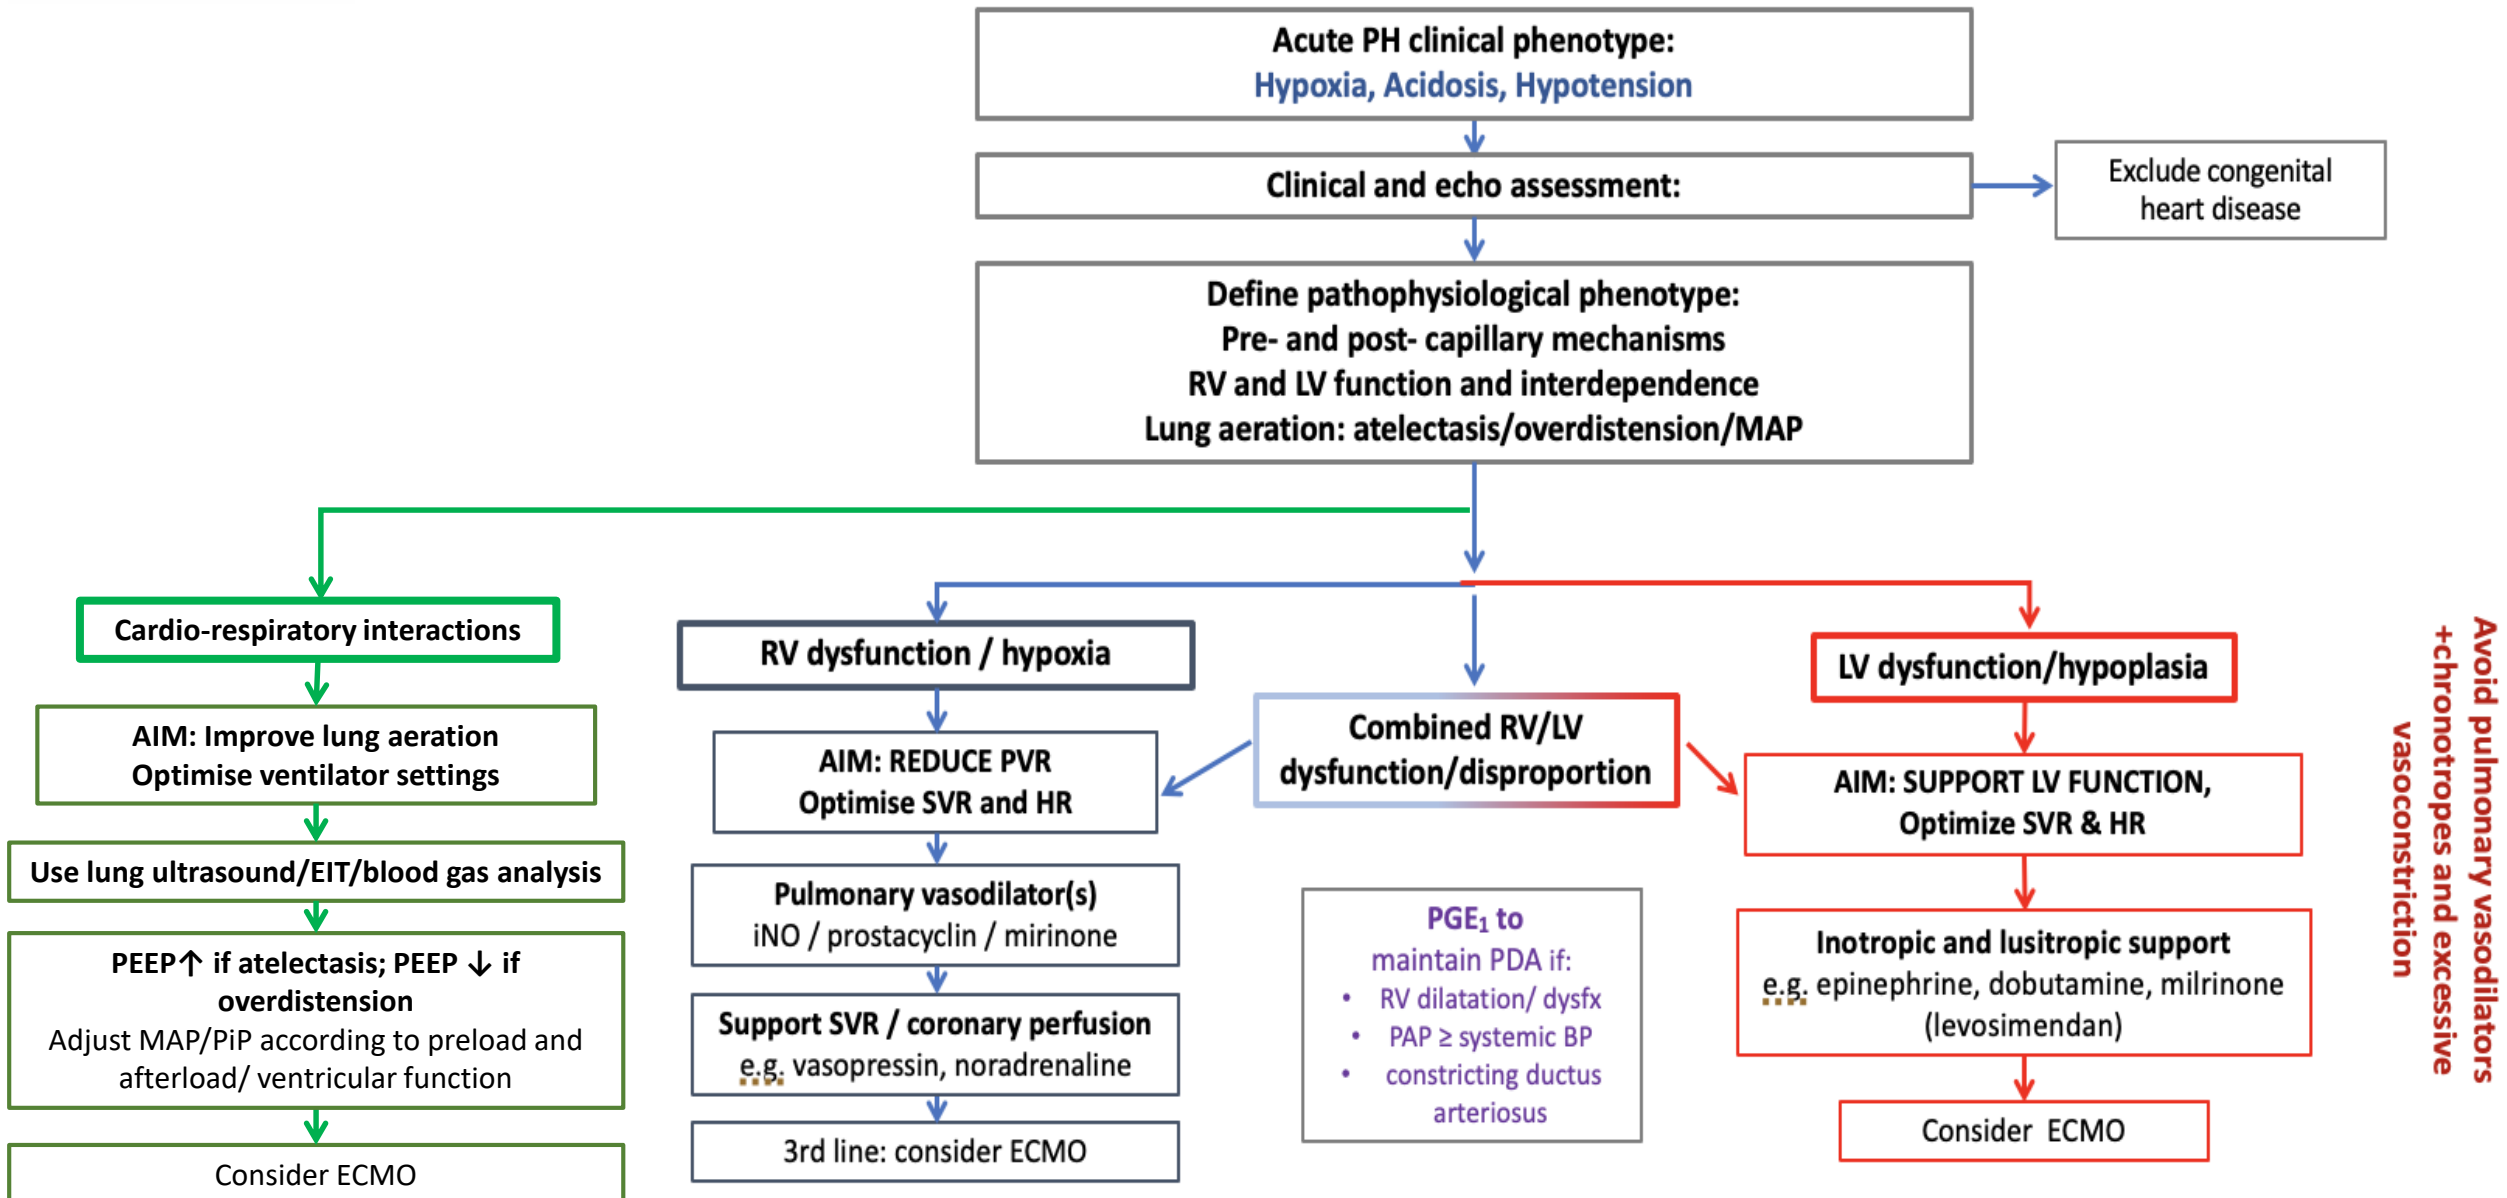 Acute PH clinical phenotype:
Hypoxia, Acidosis, Hypotension
Clinical and echo assessment:
Exclude congenital
heart disease
Define pathophysiological phenotype:
Pre- and post- capillary mechanisms
RV and LV function and interdependence
Lung aeration: atelectasis/overdistension/MAP
Cardio-respiratory interactions
AIM: Improve lung aeration
Optimise ventilator settings
Use lung ultrasound/EIT/blood gas analysis
PEEP↑ if atelectasis; PEEP ↓ if
overdistension
Adjust MAP/PiP according to preload and
afterload/ ventricular function
Consider ECMO
RV dysfunction / hypoxia
AIM: REDUCE PVR
Optimise SVR and HR
Pulmonary vasodilator(s)
iNO / prostacyclin / mirinone
Support SVR / coronary perfusion
e.g. vasopressin, noradrenaline
3rd line: consider ECMO
Combined RV/LV
dysfunction/disproportion
PGE₁ to
maintain PDA if:
• RV dilatation/ dysfx
• PAP ≥ systemic BP
• constricting ductus
arteriosus
LV dysfunction/hypoplasia
AIM: SUPPORT LV FUNCTION,
Optimize SVR & HR
Inotropic and lusitropic support
e.g. epinephrine, dobutamine, milrinone
(levosimendan)
Consider ECMO
Avoid pulmonary vasodilators
+chronotropes and excessive
vasoconstriction